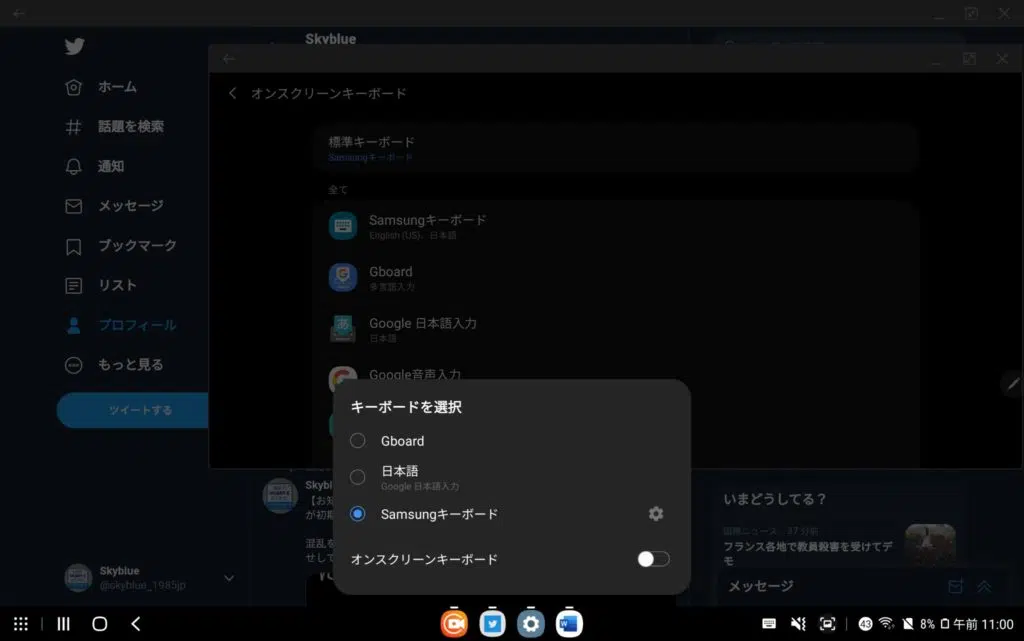 Skyblue
ホーム
話題を検索
通知
メッセージ
ブックマーク
リスト
プロフィール
もっと見る
ツイートする
Skyblue
@skyblue_1985jp
オンスクリーンキーボード
標準キーボード
Samsungキーボード
全て
Samsungキーボード
English (US)、日本語
Gboard
多言語入力
Google 日本語入力
日本語
Google音声入力
キーボードを選択
Gboard
日本語
Google 日本語入力
Samsungキーボード
オンスクリーンキーボード
Skybl
【お知
が初期
混乱を
せして
いまどうしてる？
国際ニュース · 37 分前
フランス各地で教員殺害を受けてデ
モ
メッセージ
43
8%
午前 11:00